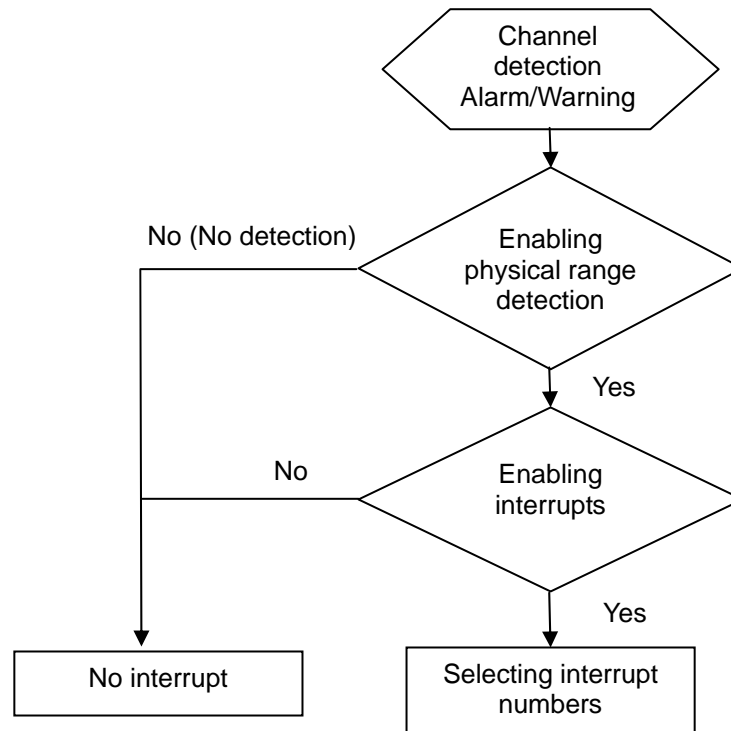 Channel
detection
Alarm/Warning
No (No detection)
Enabling
physical range
detection
Yes
No
Enabling
interrupts
Yes
No interrupt
Selecting interrupt
numbers